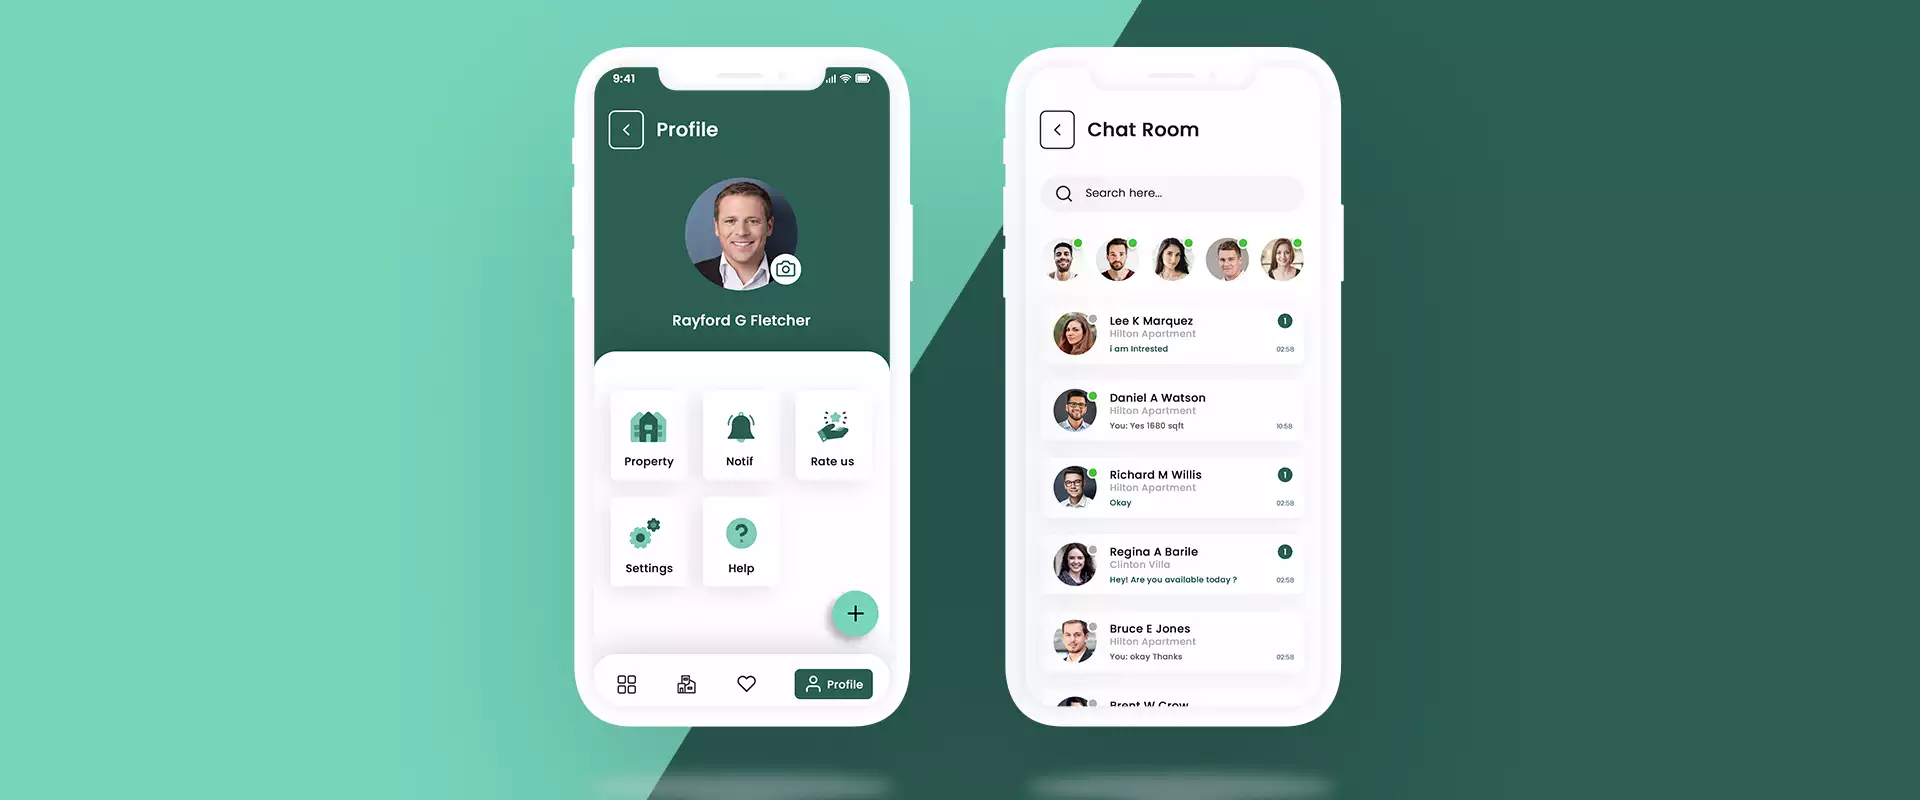 9:41
Profile
Rayford G Fletcher
Property
Notif
Rate us
Settings
Help
Profile
Chat Room
Search here...
Lee K Marquez
1
Hilton Apartment
i am Intrested
02:58
Daniel A Watson
Hilton Apartment
You: Yes 1680 sqft
10:58
Richard M Willis
1
Hilton Apartment
Okay
02:58
Regina A Barile
1
Clinton Villa
Hey! Are you available today ?
02:58
Bruce E Jones
Hilton Apartment
You: okay Thanks
02:58
Brent W Crow